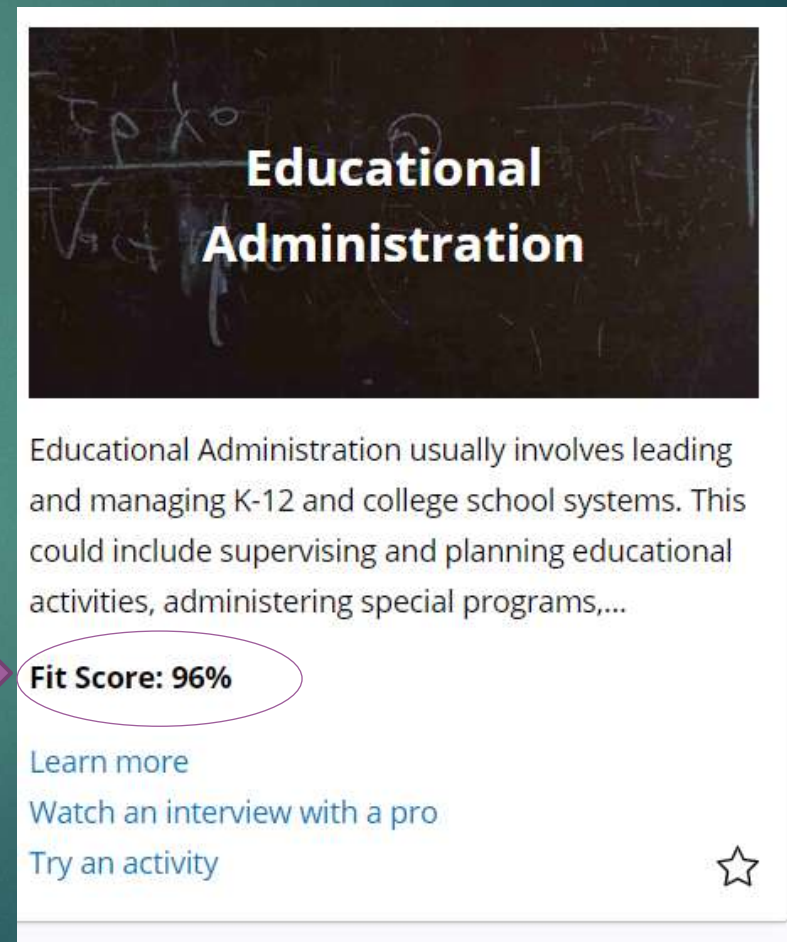 Educational
Administration
Educational Administration usually involves leading
and managing K-12 and college school systems. This
could include supervising and planning educational
activities, administering special programs,...
Fit Score: 96%
Learn more
Watch an interview with a pro
Try an activity